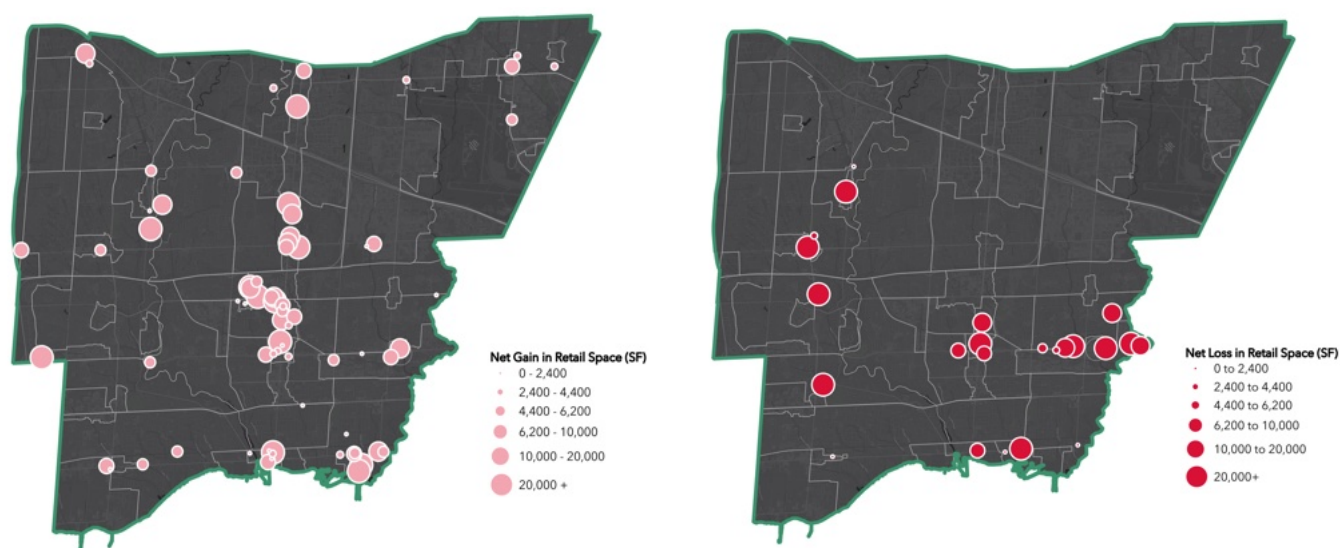 Net Gain in Retail Space (SF)
0 - 2,400
2,400 - 4,400
4,400 - 6,200
6,200 - 10,000
10,000 - 20,000
20,000 +
Net Loss in Retail Space (SF)
0 to 2,400
2,400 to 4,400
4,400 to 6,200
6,200 to 10,000
10,000 to 20,000
20,000+